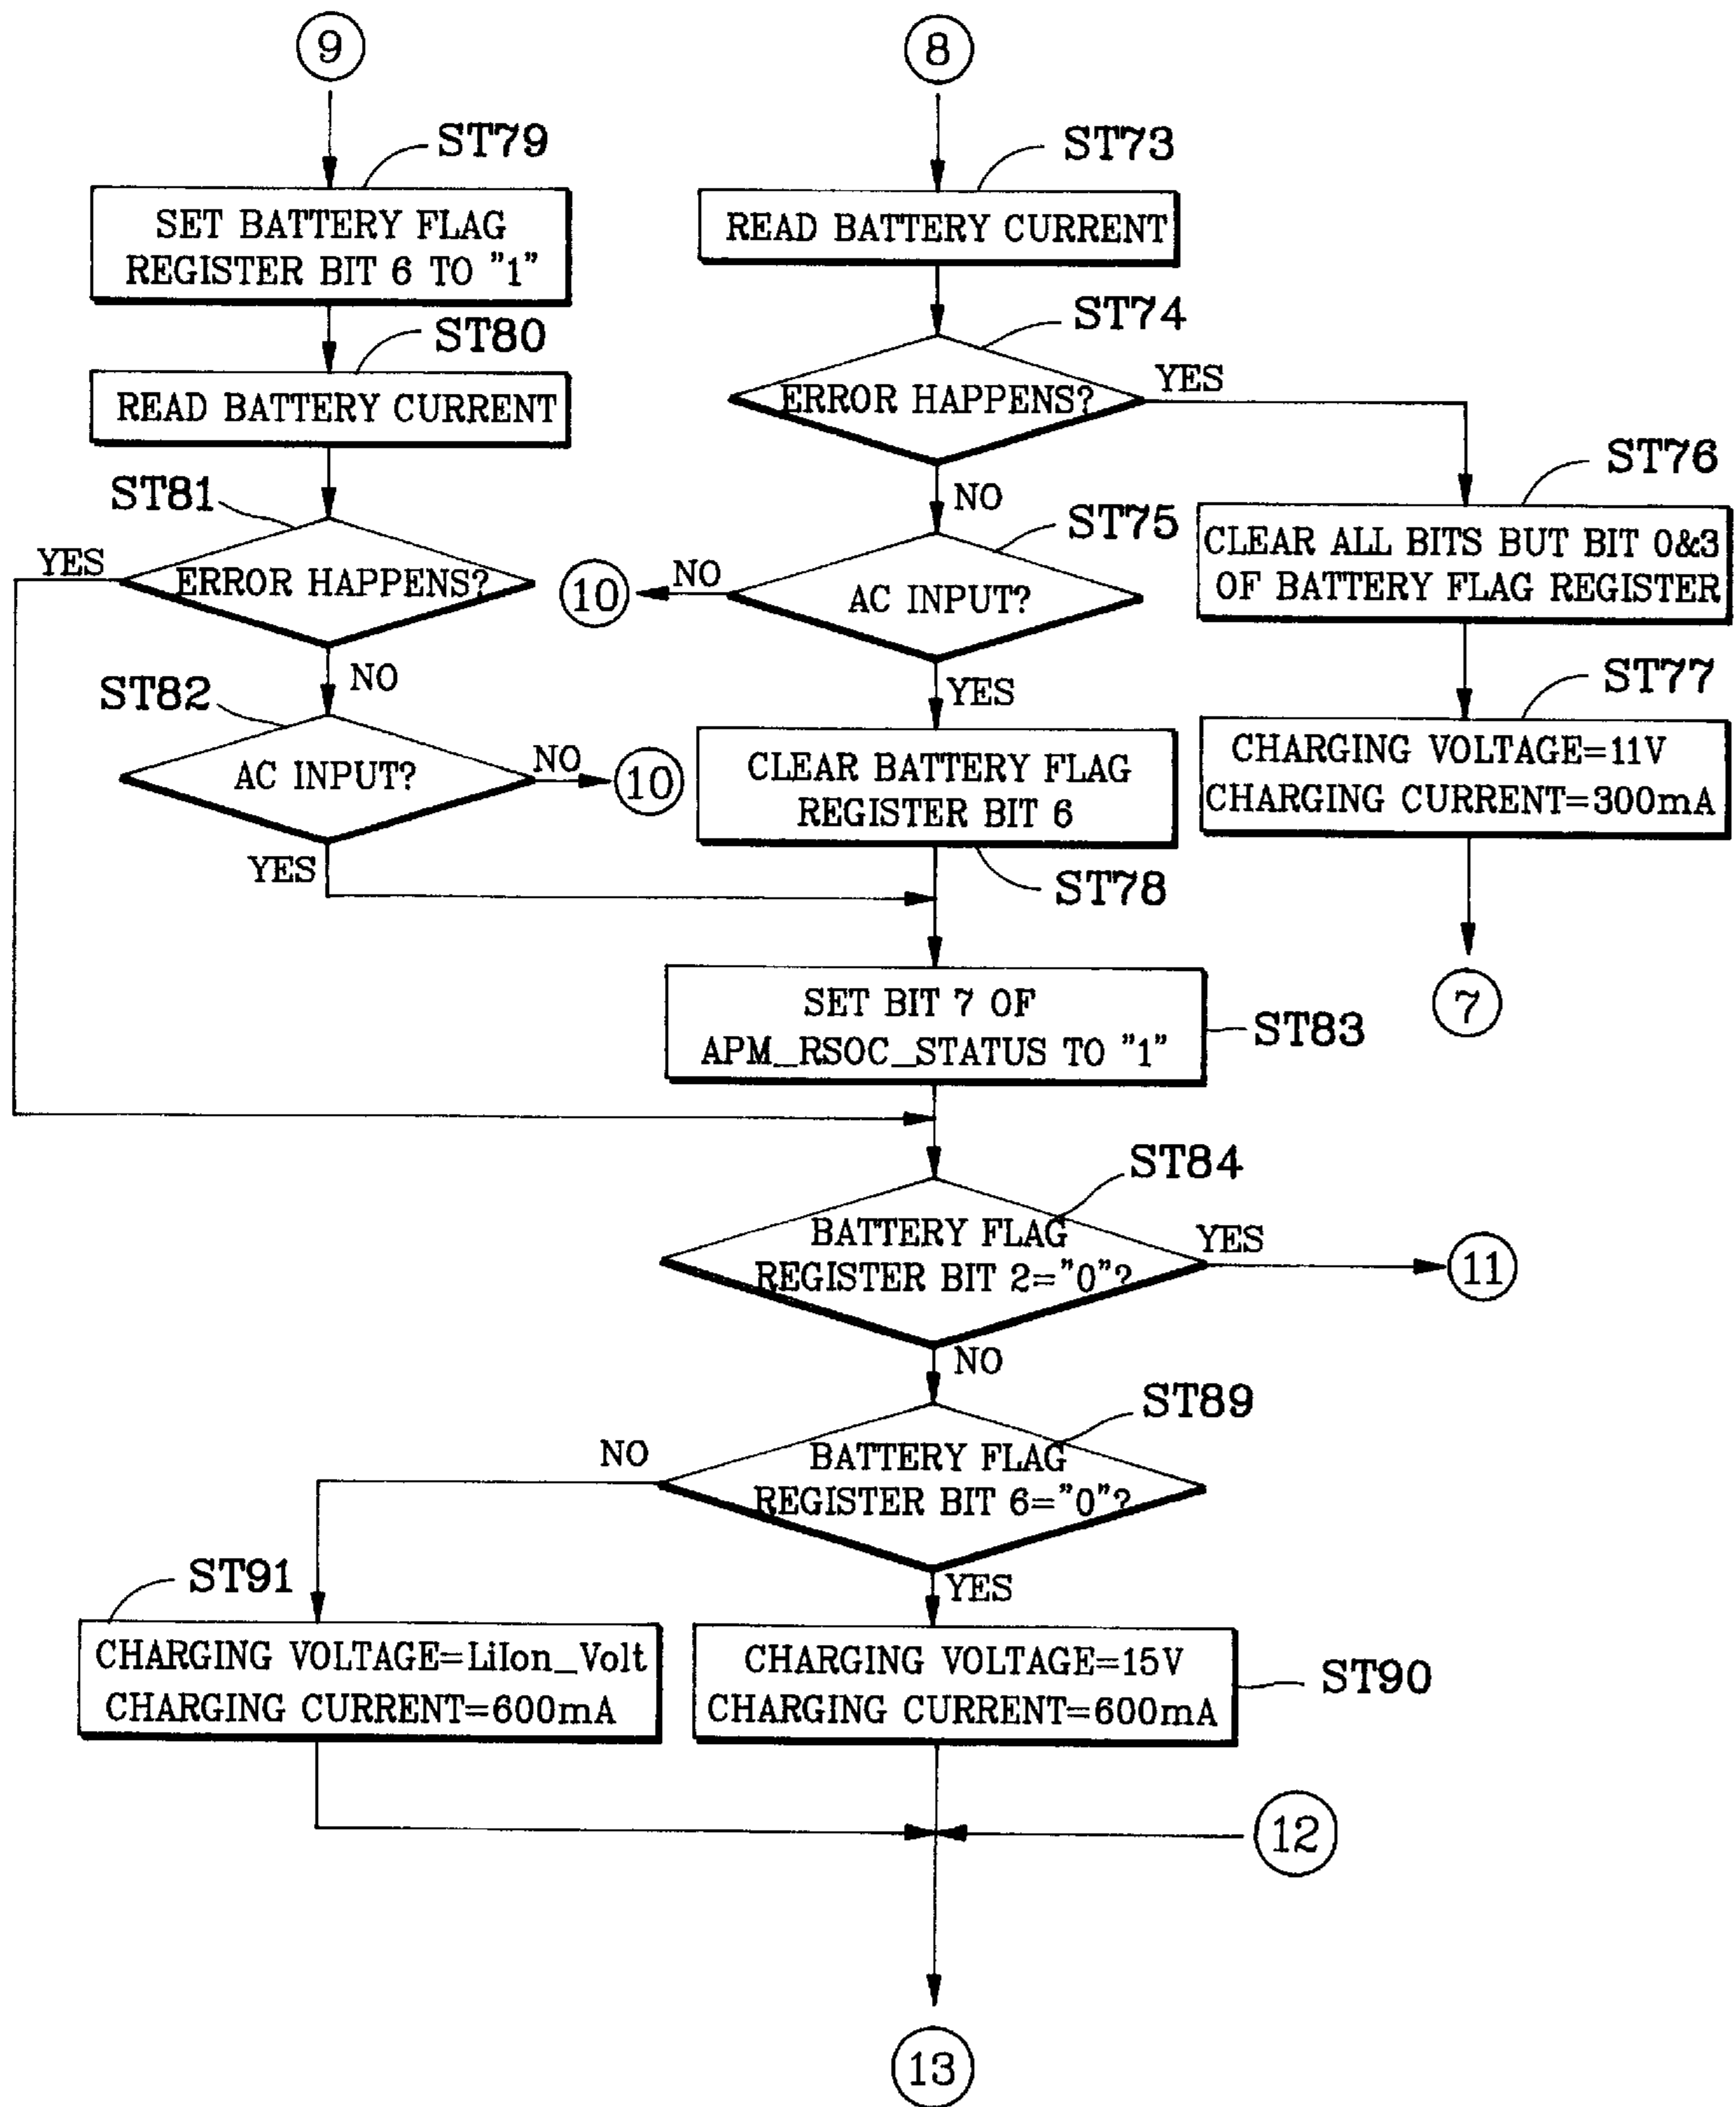 9
8
ST79
ST73
SET BATTERY FLAG
REGISTER BIT 6 TO "1"
READ BATTERY CURRENT
ST80
ST74
READ BATTERY CURRENT
ERROR HAPPENS?
YES
ST81
NO
ST76
YES
ERROR HAPPENS?
ST75
CLEAR ALL BITS BUT BIT 0&3
OF BATTERY FLAG REGISTER
10
NO
AC INPUT?
NO
ST82
YES
ST77
AC INPUT?
NO
10
CLEAR BATTERY FLAG
REGISTER BIT 6
CHARGING VOLTAGE=11V
CHARGING CURRENT=300mA
YES
ST78
SET BIT 7 OF
APM_RSOC_STATUS TO "1"
ST83
7
ST84
BATTERY FLAG
REGISTER BIT 2="0"?
YES
11
NO
ST89
NO
BATTERY FLAG
REGISTER BIT 6="0"?
ST91
YES
CHARGING VOLTAGE=LiIon_Volt
CHARGING CURRENT=600mA
CHARGING VOLTAGE=15V
CHARGING CURRENT=600mA
ST90
12
13